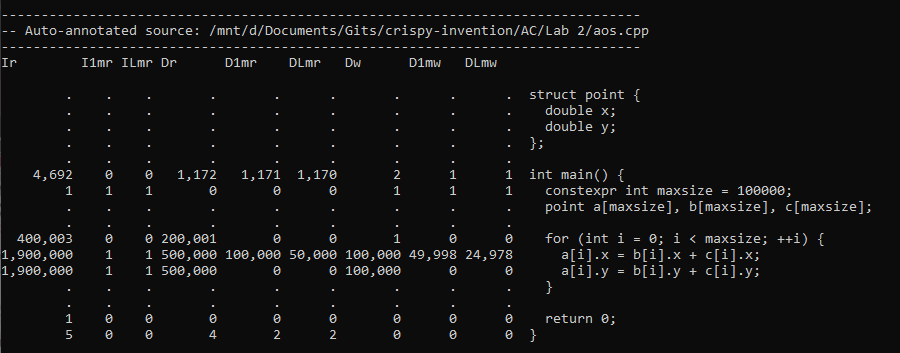 --------------------------------------------------------------------------------
-- Auto-annotated source: /mnt/d/Documents/Gits/crispy-invention/AC/Lab 2/aos.cpp
--------------------------------------------------------------------------------
Ir        I1mr ILmr Dr      D1mr    DLmr   Dw      D1mw   DLmw

        .    .    .       .       .      .       .      .      .  struct point {
        .    .    .       .       .      .       .      .      .    double x;
        .    .    .       .       .      .       .      .      .    double y;
        .    .    .       .       .      .       .      .      .  };
        .    .    .       .       .      .       .      .      .
    4,692    0    0   1,172   1,171  1,170       2      1      1  int main() {
        1    1    1       0       0      0       1      1      1    constexpr int maxsize = 100000;
        .    .    .       .       .      .       .      .      .    point a[maxsize], b[maxsize], c[maxsize];
        .    .    .       .       .      .       .      .      .
  400,003    0    0 200,001       0      0       1      0      0    for (int i = 0; i < maxsize; ++i) {
1,900,000    1    1 500,000 100,000 50,000 100,000 49,998 24,978      a[i].x = b[i].x + c[i].x;
1,900,000    1    1 500,000       0      0 100,000      0      0      a[i].y = b[i].y + c[i].y;
        .    .    .       .       .      .       .      .      .    }
        .    .    .       .       .      .       .      .      .
        1    0    0       0       0      0       0      0      0    return 0;
        5    0    0       4       2      2       0      0      0  }